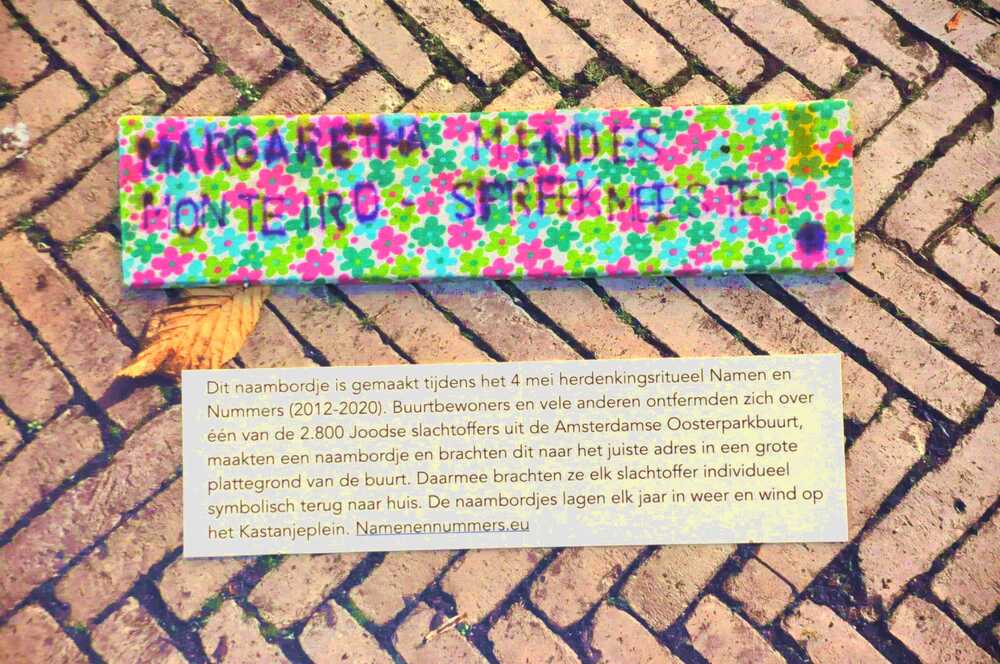 MARGARETHA MENDES
MONTEIRO - SPREEKMEESTER
Dit naambordje is gemaakt tijdens het 4 mei herdenkingsritueel Namen en
Nummers (2012-2020). Buurtbewoners en vele anderen ontfermden zich over
één van de 2.800 Joodse slachtoffers uit de Amsterdamse Oosterparkbuurt,
maakten een naambordje en brachten dit naar het juiste adres in een grote
plattegrond van de buurt. Daarmee brachten ze elk slachtoffer individueel
symbolisch terug naar huis. De naambordjes lagen elk jaar in weer en wind op
het Kastanjeplein. Namenennummers.eu